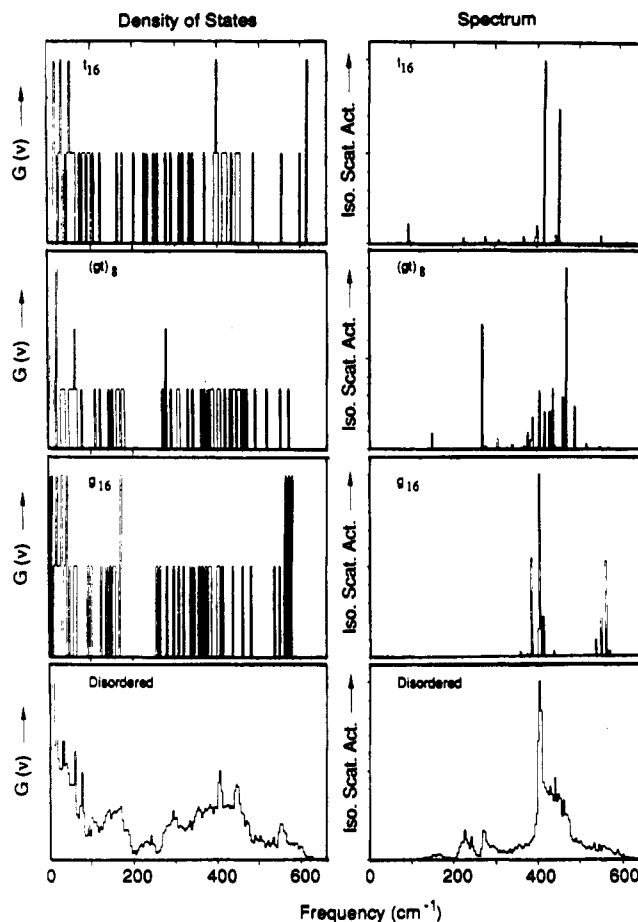 Density of States
Spectrum
G (ν)
t16
Iso. Scat. Act.
t16
G (ν)
(gt)8
Iso. Scat. Act.
(gt)8
G (ν)
g16
Iso. Scat. Act.
g16
G (ν)
Disordered
Iso. Scat. Act.
Disordered
0 200 400 600
0 200 400 600
Frequency (cm⁻¹)